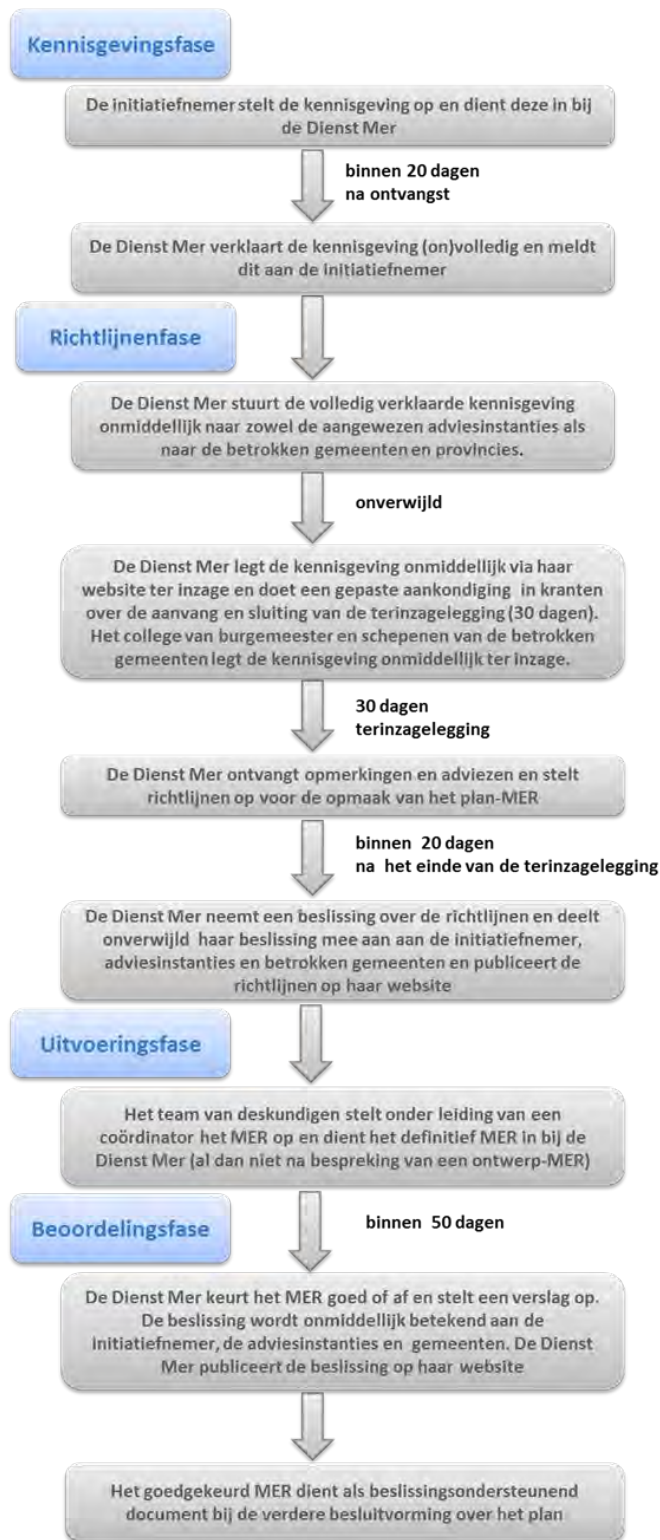 Kennisgevingsfase
De initiatiefnemer stelt de kennisgeving op en dient deze in bij
de Dienst Mer
binnen 20 dagen
na ontvangst
De Dienst Mer verklaart de kennisgeving (on)volledig en meldt
dit aan de initiatiefnemer
Richtlijnenfase
De Dienst Mer stuurt de volledig verklaarde kennisgeving
onmiddellijk naar zowel de aangewezen adviesinstanties als
naar de betrokken gemeenten en provincies.
onverwijld
De Dienst Mer legt de kennisgeving onmiddellijk via haar
website ter inzage en doet een gepaste aankondiging in kranten
over de aanvang en sluiting van de terinzagelegging (30 dagen).
Het college van burgemeester en schepenen van de betrokken
gemeenten legt de kennisgeving onmiddellijk ter inzage.
30 dagen
terinzagelegging
De Dienst Mer ontvangt opmerkingen en adviezen en stelt
richtlijnen op voor de opmaak van het plan-MER
binnen 20 dagen
na het einde van de terinzagelegging
De Dienst Mer neemt een beslissing over de richtlijnen en deelt
onverwijld haar beslissing mee aan aan de initiatiefnemer,
adviesinstanties en betrokken gemeenten en publiceert de
richtlijnen op haar website
Uitvoeringsfase
Het team van deskundigen stelt onder leiding van een
coördinator het MER op en dient het definitief MER in bij de
Dienst Mer (al dan niet na bespreking van een ontwerp-MER)
Beoordelingsfase
binnen 50 dagen
De Dienst Mer keurt het MER goed of af en stelt een verslag op.
De beslissing wordt onmiddellijk betekend aan de
initiatiefnemer, de adviesinstanties en gemeenten. De Dienst
Mer publiceert de beslissing op haar website
Het goedgekeurd MER dient als beslissingsondersteunend
document bij de verdere besluitvorming over het plan